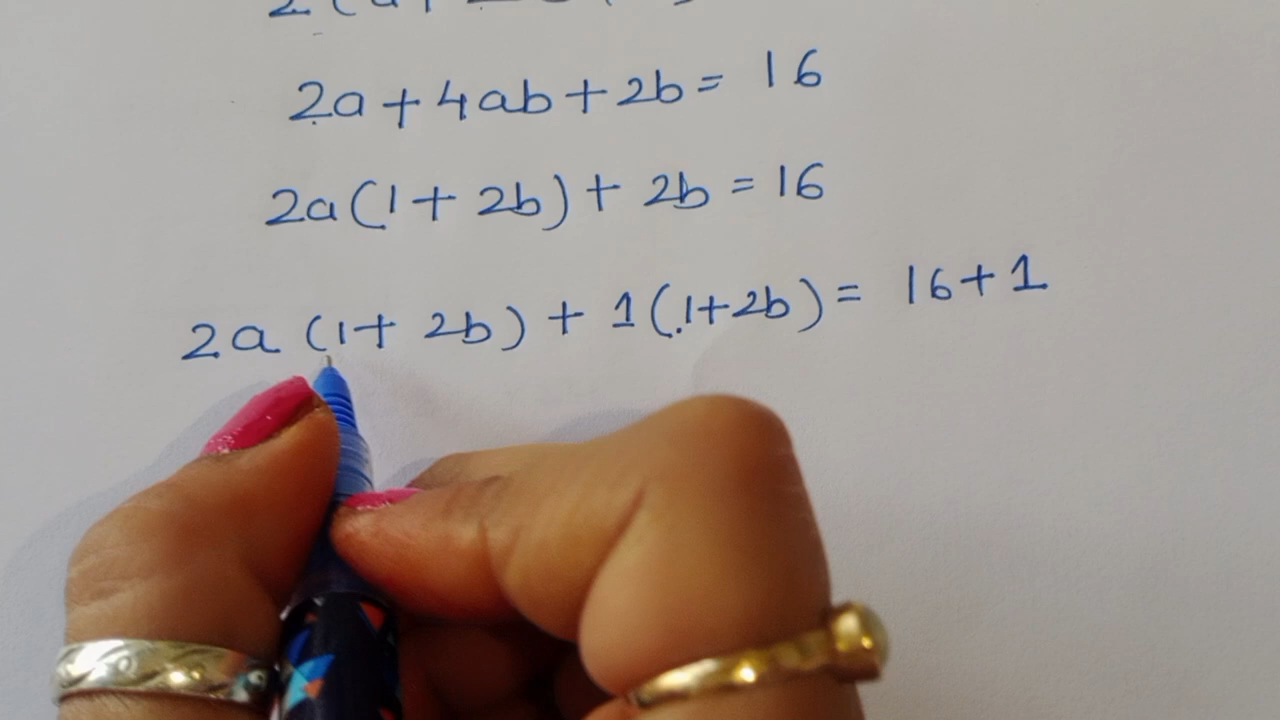 2a + 4ab + 2b = 16
2a(1 + 2b) + 2b = 16
2a (1 + 2b) + 1(1+2b) = 16+1